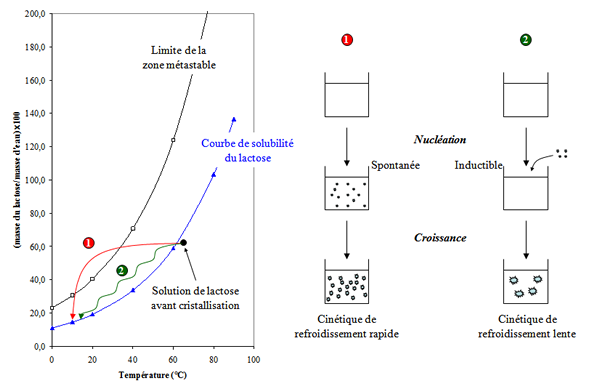 200,0
180,0
160,0
140,0
120,0
100,0
80,0
60,0
40,0
20,0
0,0
(masse du lactose/masse d'eau)x100
0
20
40
60
80
100
Température (°C)
Limite de la
zone métastable
Courbe de solubilité
du lactose
1
2
Solution de lactose
avant cristallisation
1
2
Nucléation
Spontanée
Inductible
Croissance
Cinétique de
refroidissement rapide
Cinétique de
refroidissement lente